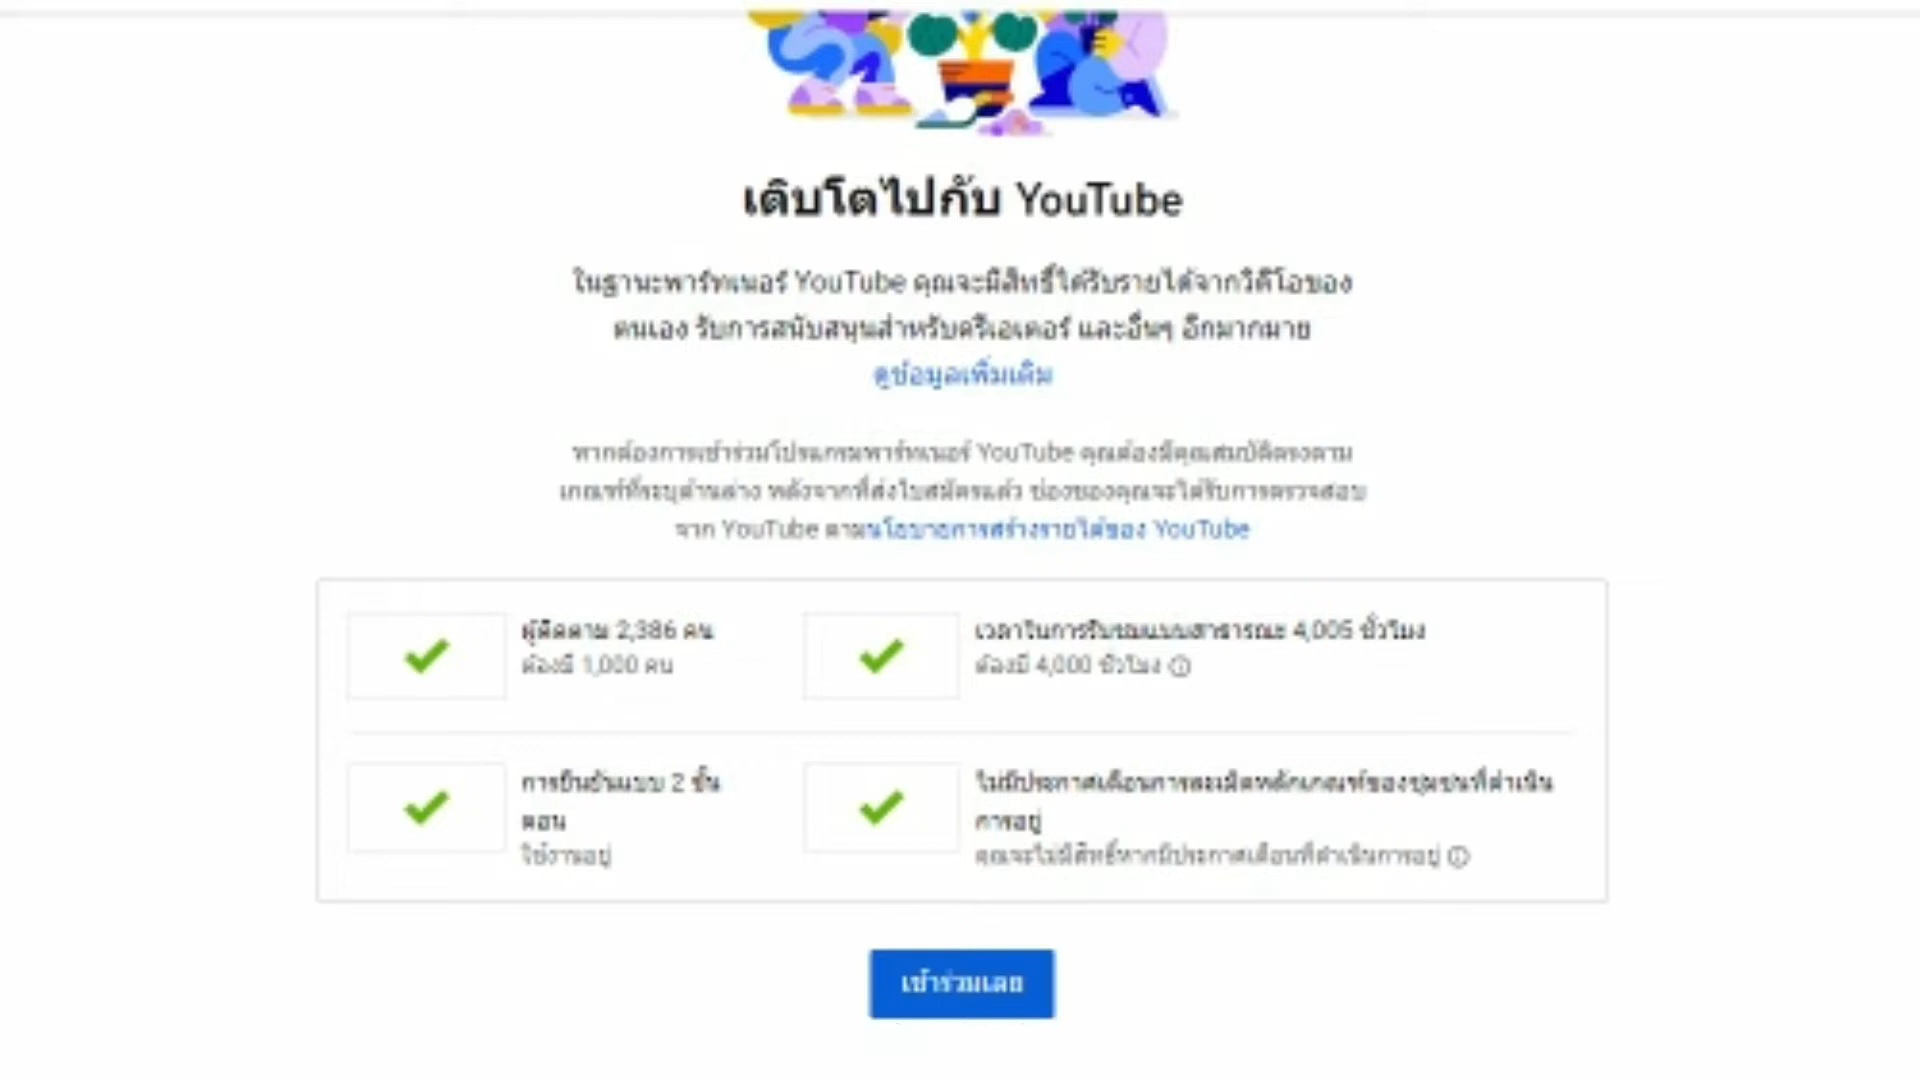 เติบโตไปกับ YouTube
ในฐานะพาร์ทเนอร์ YouTube คุณจะมีสิทธิ์ได้รับรายได้จากวิดีโอของ
ตนเอง รับการสนับสนุนสำหรับครีเอเตอร์ และอื่นๆ อีกมากมาย
ดูข้อมูลเพิ่มเติม
หากต้องการเข้าร่วมโปรแกรมพาร์ทเนอร์ YouTube คุณต้องมีคุณสมบัติตรงตาม
เกณฑ์ที่ระบุด้านล่าง หลังจากที่ส่งใบสมัครแล้ว ช่องของคุณจะได้รับการตรวจสอบ
จาก YouTube ตามนโยบายการสร้างรายได้ของ YouTube
ผู้ติดตาม 2,386 คน
ต้องมี 1,000 คน
เวลาในการรับชมแบบสาธารณะ 4,005 ชั่วโมง
ต้องมี 4,000 ชั่วโมง
การยืนยันแบบ 2 ขั้น
ตอน
ใช้งานอยู่
ไม่มีประกาศเตือนการละเมิดหลักเกณฑ์ของชุมชนที่ดำเนิน
การอยู่
คุณจะไม่มีสิทธิ์หากมีประกาศเตือนที่ดำเนินการอยู่
เข้าร่วมเลย